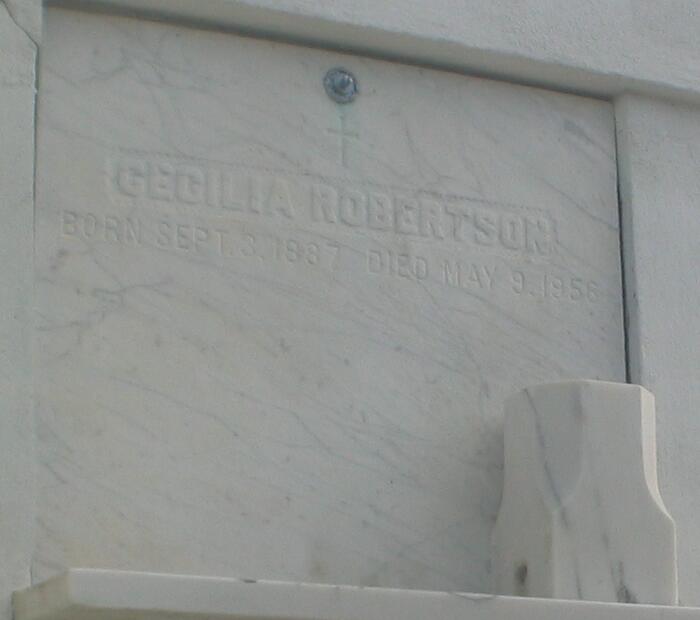 CECILIA ROBERTSON
BORN SEPT. 3, 1887 DIED MAY 9, 1956